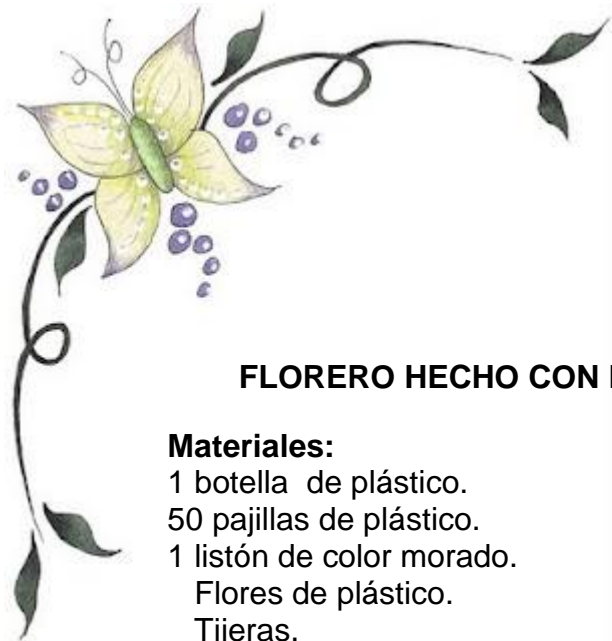 FLORERO HECHO CON
Materiales:
1 botella de plástico.
50 pajillas de plástico.
1 listón de color morado.
Flores de plástico.
Tijeras.